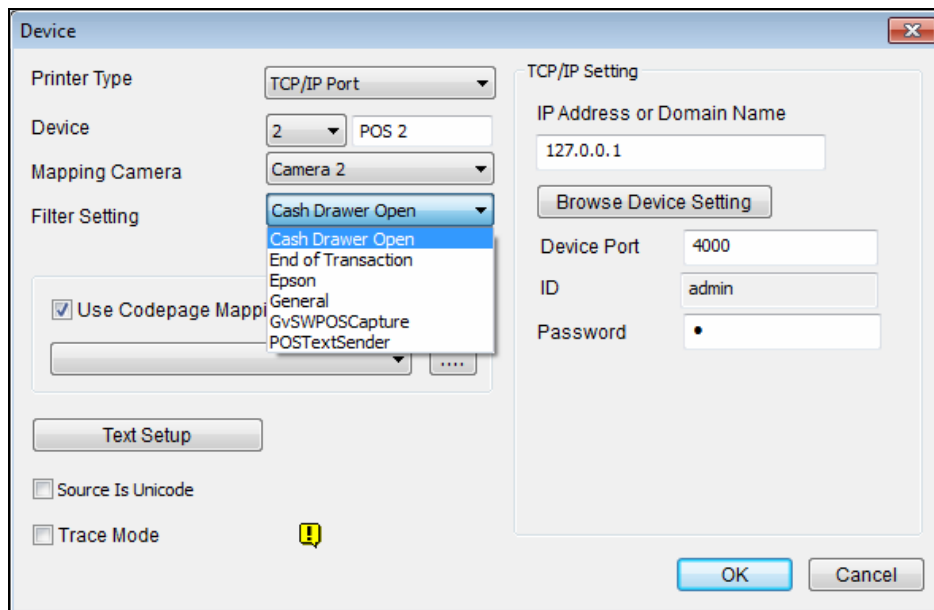 Device
Printer Type
TCP/IP Port
Device
2
POS 2
Mapping Camera
Camera 2
Filter Setting
Cash Drawer Open
Cash Drawer Open
End of Transaction
Epson
General
GvSWPOSCapture
POSTextSender
Use Codepage Mappi
....
Text Setup
Source Is Unicode
Trace Mode
!
TCP/IP Setting
IP Address or Domain Name
127.0.0.1
Browse Device Setting
Device Port
4000
ID
admin
Password
●
OK
Cancel